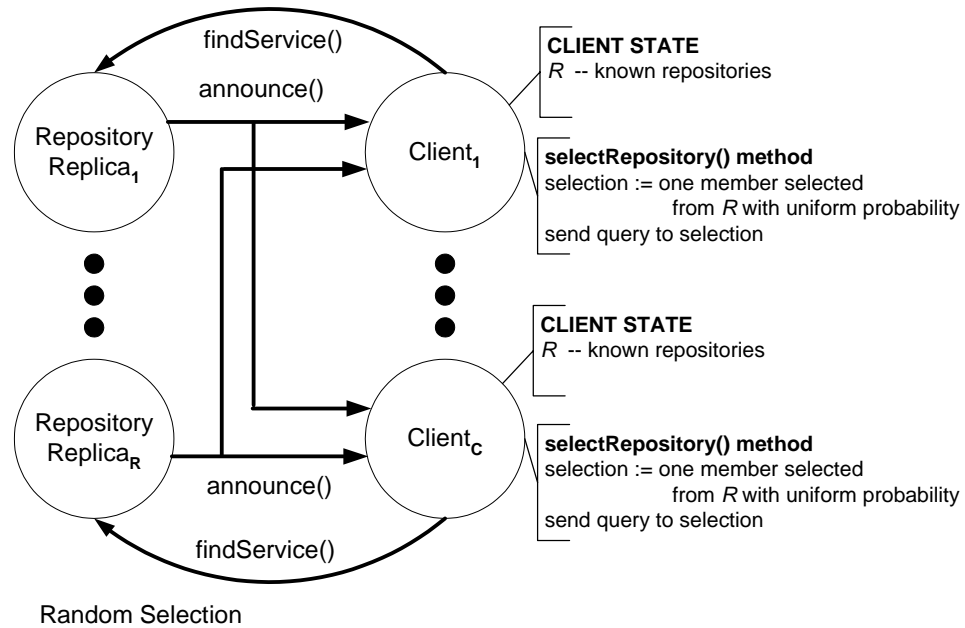 findService()
announce()
Repository
Replica1
Client1
CLIENT STATE
R -- known repositories
selectRepository() method
selection := one member selected
from R with uniform probability
send query to selection
CLIENT STATE
R -- known repositories
Repository
ReplicaR
ClientC
selectRepository() method
selection := one member selected
from R with uniform probability
send query to selection
announce()
findService()
Random Selection